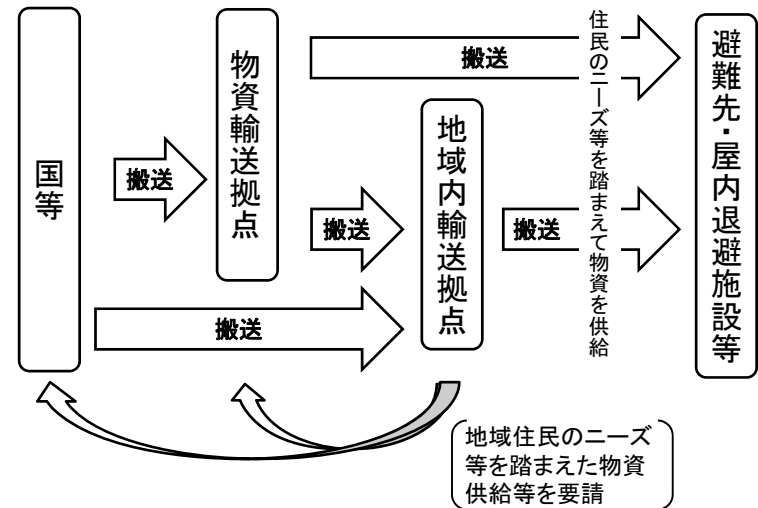 国等
搬送
物資輸送拠点
搬送
搬送
地域内輸送拠点
搬送
搬送
住民のニーズ等を踏まえて物資を供給
避難先・屋内退避施設等
地域住民のニーズ
等を踏まえた物資
供給等を要請